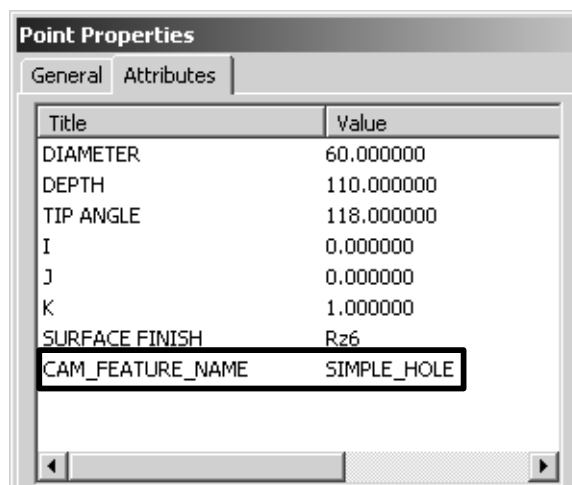 Point Properties
General Attributes
Title Value
DIAMETER 60.000000
DEPTH 110.000000
TIP ANGLE 118.000000
I 0.000000
J 0.000000
K 1.000000
SURFACE FINISH Rz6
CAM_FEATURE_NAME SIMPLE_HOLE